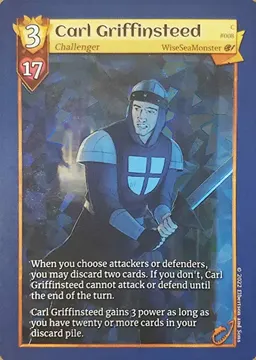 3
Carl Griffinsteed
C
17
Challenger
WiseSeaMonster
When you choose attackers or defenders,
you may discard two cards. If you don't, Carl
Griffinsteed cannot attack or defend until
the end of the turn.
Carl Griffinsteed gains 3 power as long as
you have twenty or more cards in your
discard pile.
© 2022 Elbertson and Sons